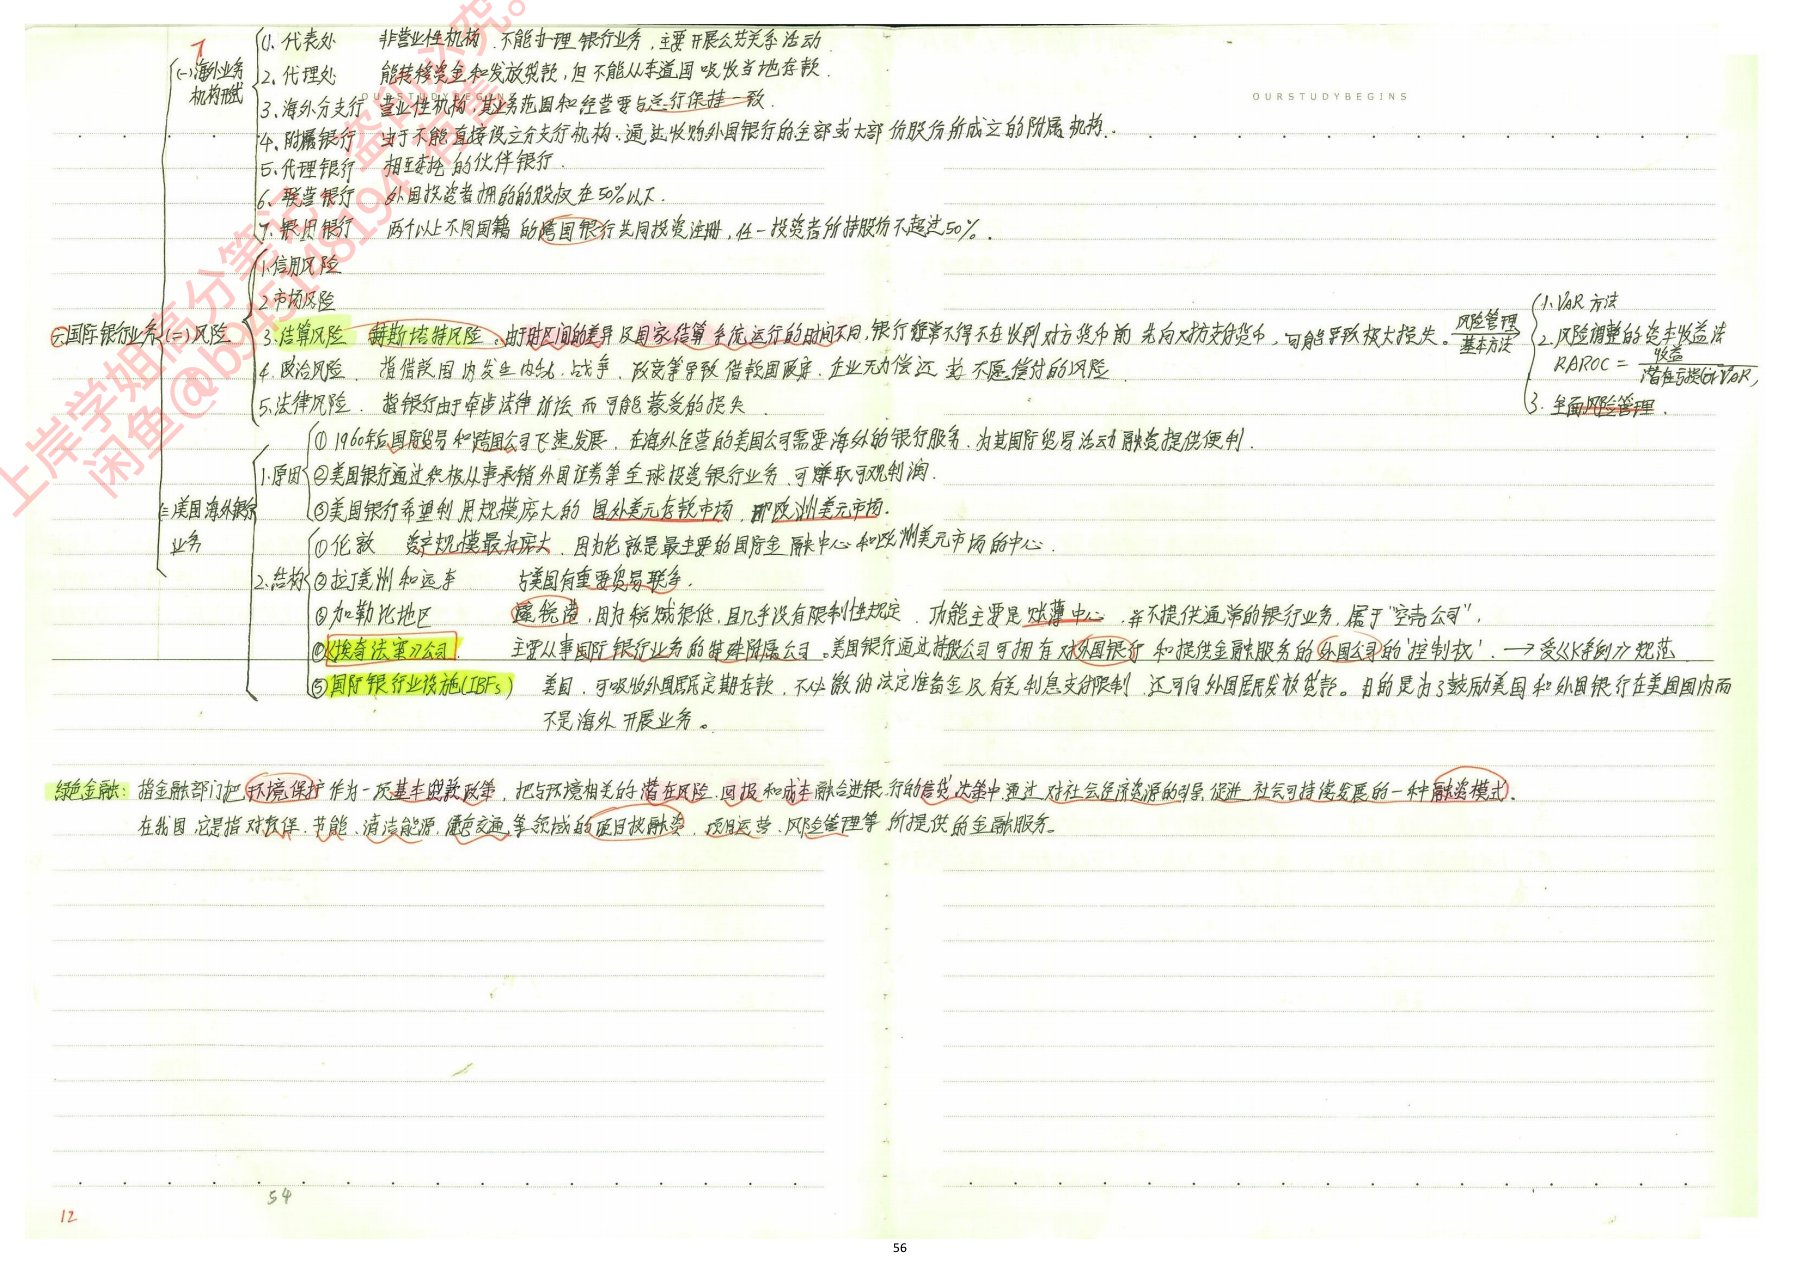 7
(一)海外业务机构形式
1. 代表处 非营业性机构,不能办理银行业务,主要开展公共关系活动
2. 代理处 能转移资金和发放贷款,但不能从东道国吸收当地存款.
3. 海外分支行 营业性机构,其业务范围和经营要与总行保持一致.
OURSTUDYBEGINS
OURSTUDYBEGINS
4. 附属银行 由于不能直接设立分支行机构,通过收购外国银行的全部或大部份股份所成立的附属机构.
5. 代理银行 相互委托的伙伴银行.
6. 联营银行 外国投资者拥的的股权在50%以下.
7. 银团银行 两个以上不同国籍的跨国银行共同投资注册,任一投资者所持股份不超过50%.
六、国际银行业务
(二)风险
1. 信用风险
2. 市场风险
3. 结算风险 赫斯塔特风险。由于时区间的差异及国家结算系统运行的时间不同,银行通常不得不在收到对方货币前先向对方支付货币,可能导致极大损失。
风险管理基本方法
1. VAR方法
2. 风险调整的资本收益法
RAROC = 收益/潜在亏损(or VAR)
3. 全面风险管理.
4. 政治风险. 指借款国内发生内乱、战争、政变等导致借款国政府、企业无力偿还或不愿偿付的风险
5. 法律风险. 指银行由于牵涉法律诉讼而可能蒙受的损失.
三、美国海外银行业务
1. 原因
① 1960年后国际贸易和跨国公司飞速发展,在海外经营的美国公司需要海外的银行服务,为其国际贸易活动融资提供便利.
②美国银行通过积极从事承销外国证券等全球投资银行业务,可赚取可观利润.
③美国银行希望利用规模庞大的国外美元存款市场,即欧洲美元市场.
2. 结构
①伦敦 资产规模最为庞大,因为伦敦是最主要的国际金融中心和欧洲美元市场的中心.
②拉丁美洲和远东 与美国有重要贸易联系.
③加勒比地区 避税港,因为税赋很低,且几乎没有限制性规定,功能主要是账薄中心,并不提供通常的银行业务,属于“空壳公司”.
④《埃奇法案》公司. 主要从事国际银行业务的特殊附属公司。美国银行通过持股公司可拥有对外国银行和提供金融服务的外国公司的'控制权'. → 受《K系列》规范
⑤国际银行业设施(IBFs) 美国,可吸收外国居民定期存款,不必缴纳法定准备金及有关利息支付限制,还可向外国居民发放贷款。目的是为了鼓励美国和外国银行在美国国内而
不是海外开展业务。
绿色金融: 指金融部门把环境保护作为一项基本贷款政策,把与环境相关的潜在风险、回报和成本融合进银行的信贷决策中,通过对社会经济资源的引导,促进社会可持续发展的一种融资模式.
在我国,它是指对环保、节能、清洁能源、绿色交通等领域的项目投融资、项目运营、风险管理等所提供的金融服务。
上岸学姐高分笔记,盗印必究。
54
12
56